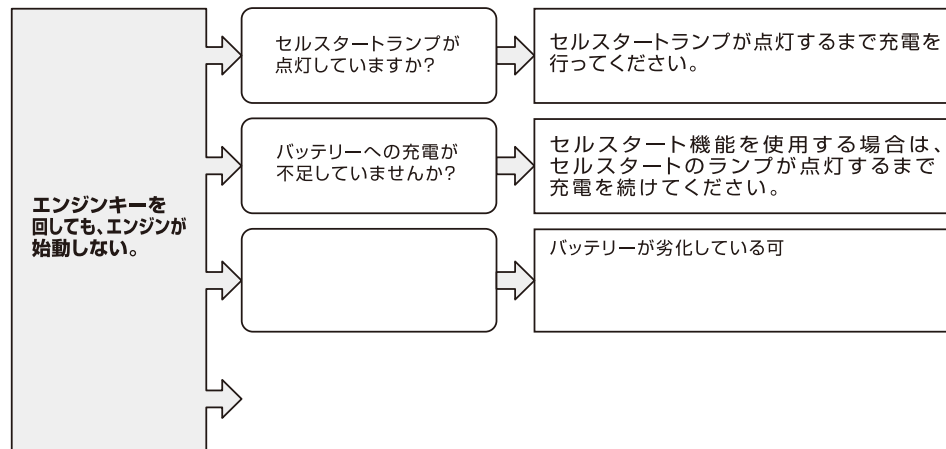 セルスタートランプが
点灯していますか?
セルスタートランプが点灯するまで充電を
行ってください。
バッテリーへの充電が
不足していませんか?
セルスタート機能を使用する場合は、
セルスタートのランプが点灯するまで
充電を続けてください。
エンジンキーを
回しても、エンジンが
始動しない。
バッテリーが劣化している可